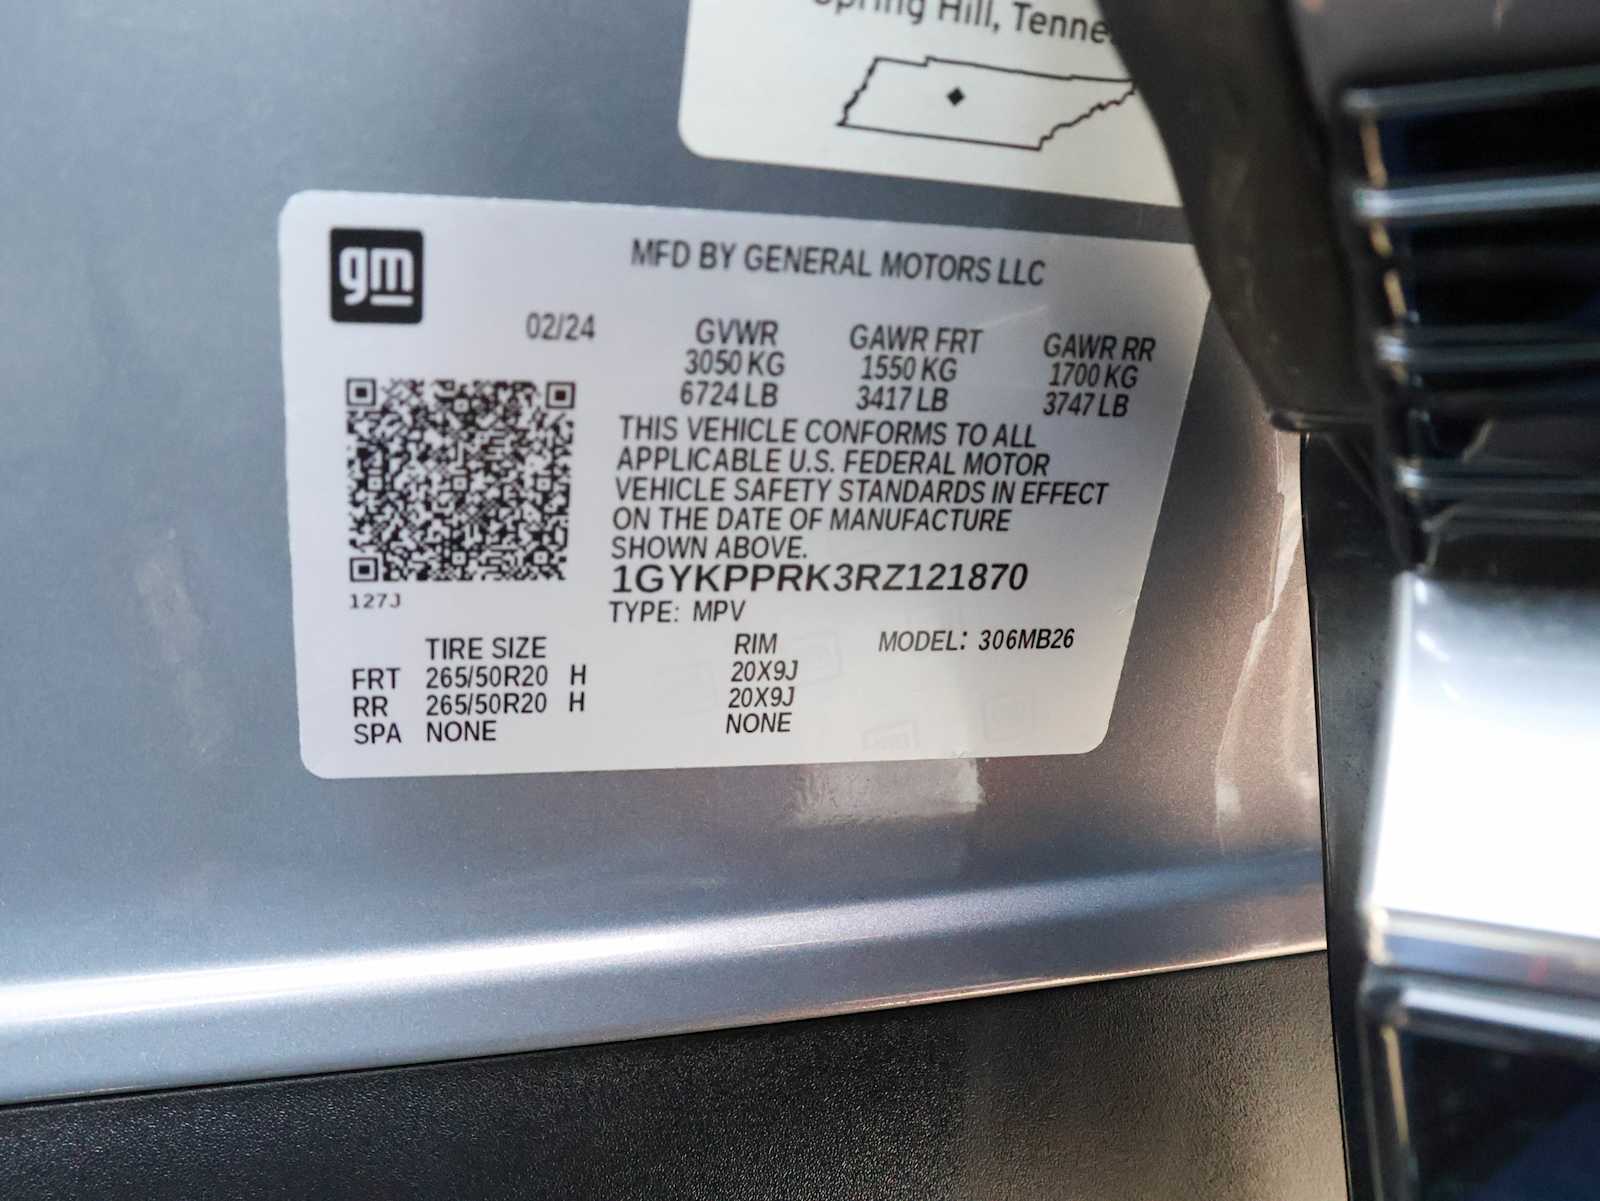 Spring Hill, Tenne
gm
MFD BY GENERAL MOTORS LLC
02/24
GVWR GAWR FRT GAWR RR
3050 KG 1550 KG 1700 KG
6724 LB 3417 LB 3747 LB
THIS VEHICLE CONFORMS TO ALL
APPLICABLE U.S. FEDERAL MOTOR
VEHICLE SAFETY STANDARDS IN EFFECT
ON THE DATE OF MANUFACTURE
SHOWN ABOVE.
1GYKPPRK3RZ121870
127J
TYPE: MPV
TIRE SIZE RIM MODEL: 306MB26
FRT 265/50R20 H 20X9J
RR 265/50R20 H 20X9J
SPA NONE NONE